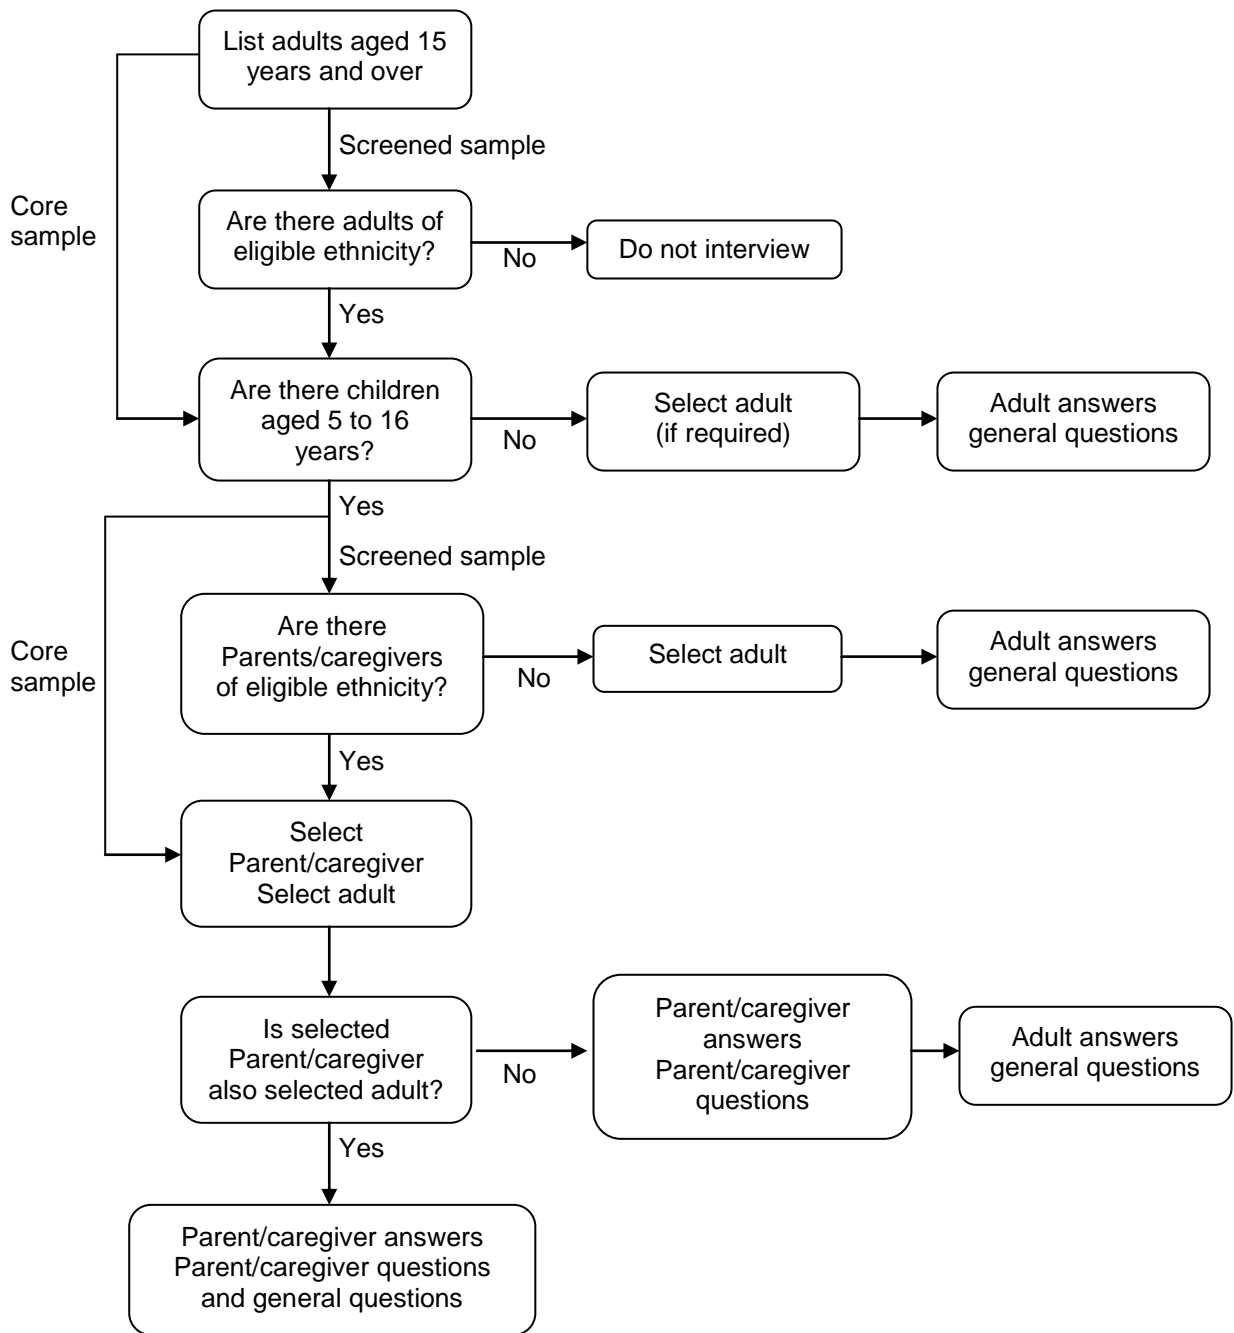 List adults aged 15
years and over
Screened sample
Core
sample
Are there adults of
eligible ethnicity?
No
Do not interview
Yes
Are there children
aged 5 to 16
years?
No
Select adult
(if required)
Adult answers
general questions
Yes
Screened sample
Core
sample
Are there
Parents/caregivers
of eligible ethnicity?
No
Select adult
Adult answers
general questions
Yes
Select
Parent/caregiver
Select adult
Is selected
Parent/caregiver
also selected adult?
No
Parent/caregiver
answers
Parent/caregiver
questions
Adult answers
general questions
Yes
Parent/caregiver answers
Parent/caregiver questions
and general questions